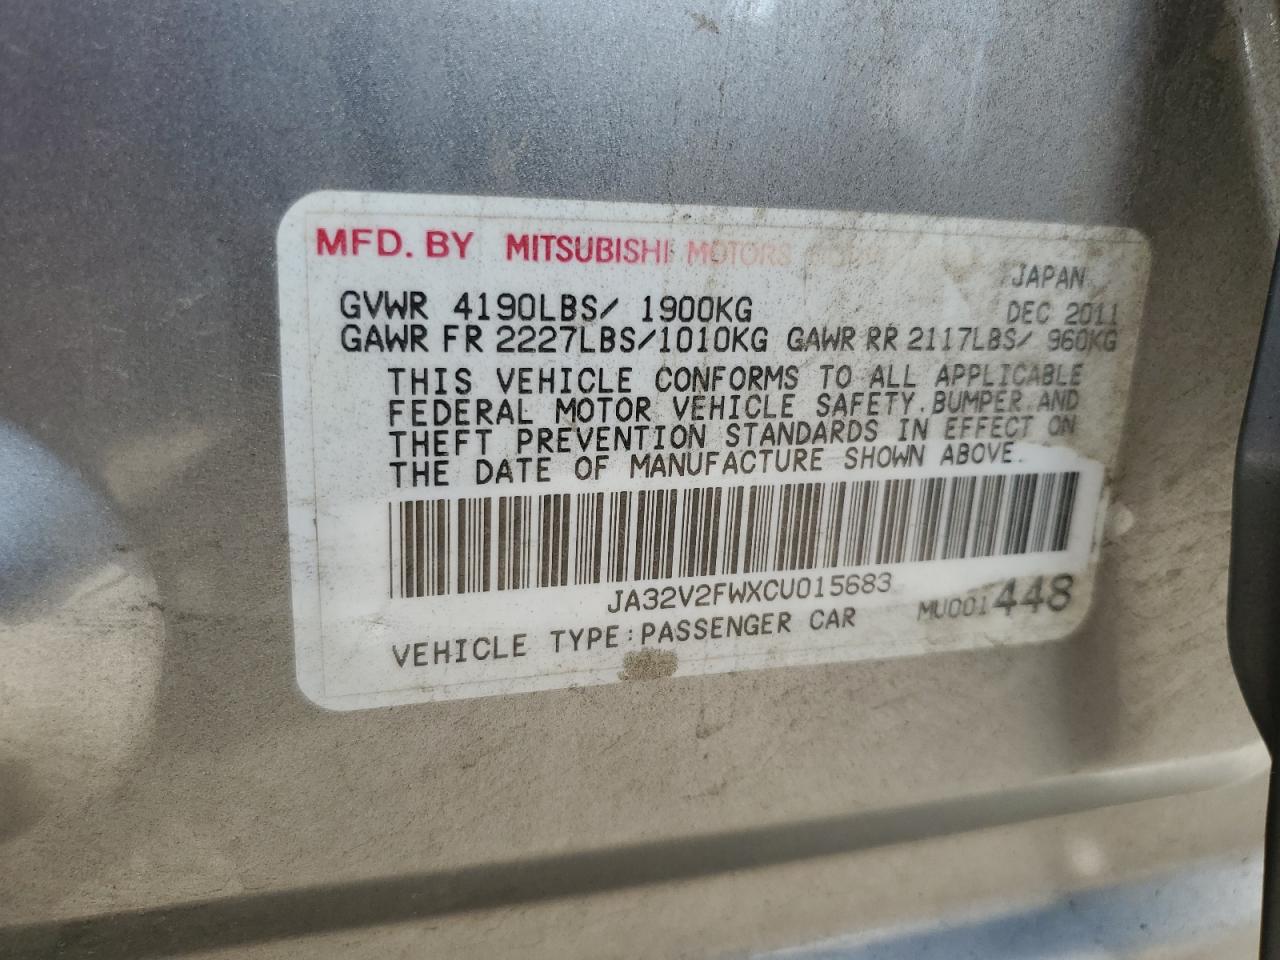 MFD. BY MITSUBISHI MOTORS
JAPAN
GVWR 4190LBS/ 1900KG DEC 2011
GAWR FR 2227LBS/1010KG GAWR RR 2117LBS/ 960KG
THIS VEHICLE CONFORMS TO ALL APPLICABLE
FEDERAL MOTOR VEHICLE SAFETY, BUMPER, AND
THEFT PREVENTION STANDARDS IN EFFECT ON
THE DATE OF MANUFACTURE SHOWN ABOVE.
JA32V2FWXCU015683
MU001448
VEHICLE TYPE:PASSENGER CAR